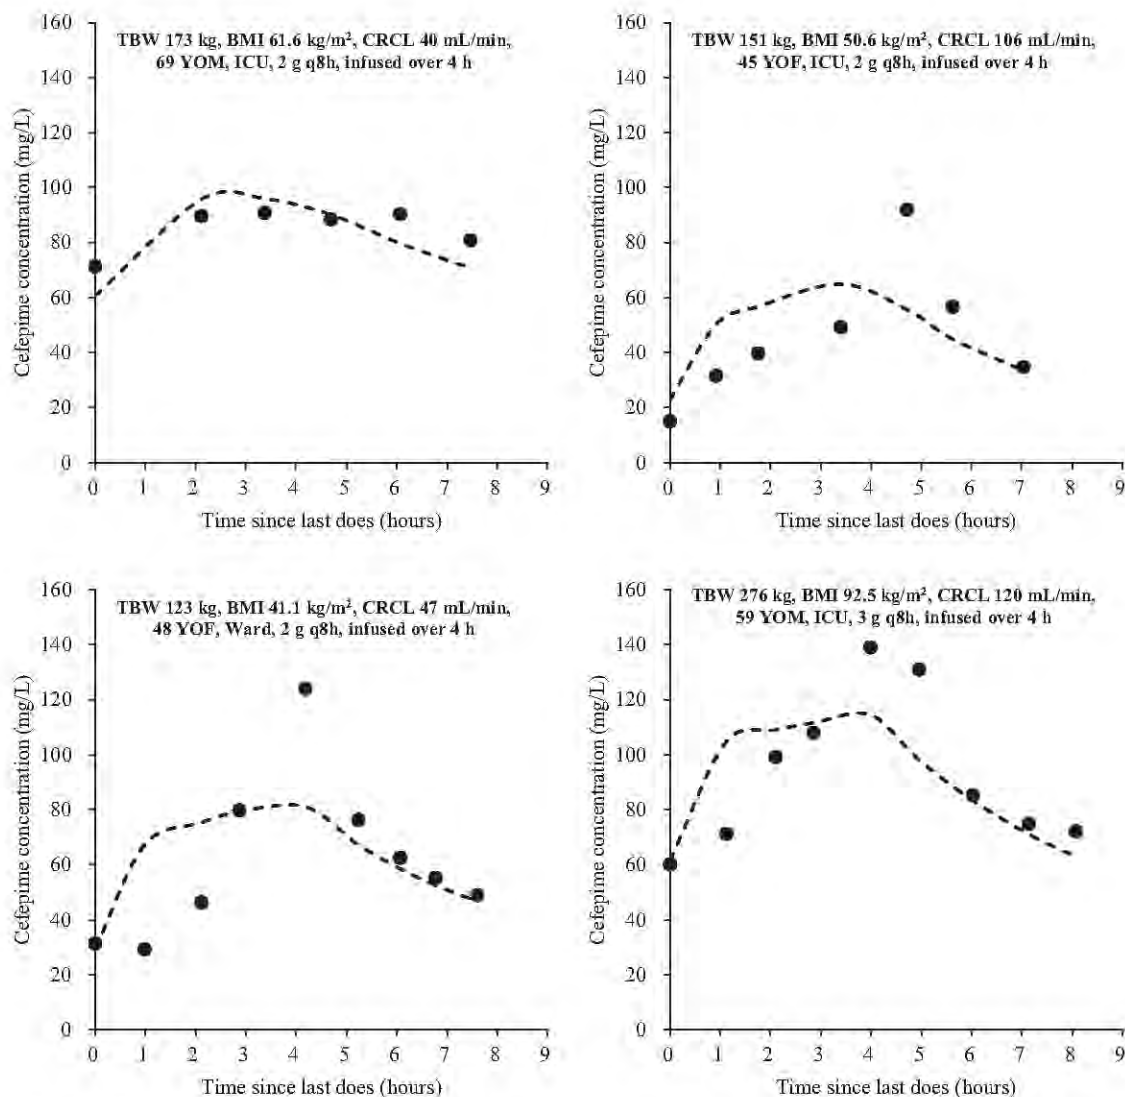 TBW 173 kg, BMI 61.6 kg/m², CRCL 40 mL/min,
69 YOM, ICU, 2 g q8h, infused over 4 h
Cefepime concentration (mg/L)
160
140
120
100
80
60
40
20
0
0 1 2 3 4 5 6 7 8 9
Time since last does (hours)
TBW 151 kg, BMI 50.6 kg/m², CRCL 106 mL/min,
45 YOF, ICU, 2 g q8h, infused over 4 h
Cefepime concentration (mg/L)
160
140
120
100
80
60
40
20
0
0 1 2 3 4 5 6 7 8 9
Time since last does (hours)
TBW 123 kg, BMI 41.1 kg/m², CRCL 47 mL/min,
48 YOF, Ward, 2 g q8h, infused over 4 h
Cefepime concentration (mg/L)
160
140
120
100
80
60
40
20
0
0 1 2 3 4 5 6 7 8 9
Time since last does (hours)
TBW 276 kg, BMI 92.5 kg/m², CRCL 120 mL/min,
59 YOM, ICU, 3 g q8h, infused over 4 h
Cefepime concentration (mg/L)
160
140
120
100
80
60
40
20
0
0 1 2 3 4 5 6 7 8 9
Time since last does (hours)